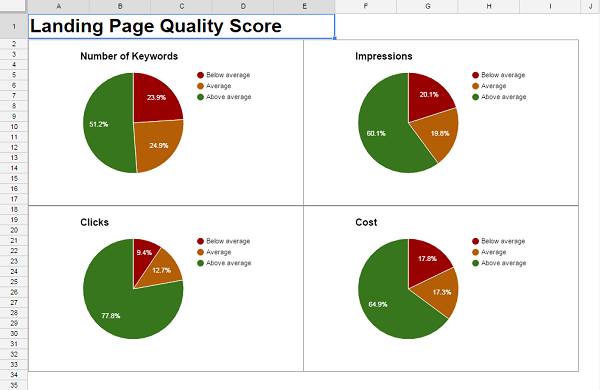 A B C D E F G H I J
1 Landing Page Quality Score
2
3
4 Number of Keywords Impressions
5 Below average Below average
6 Average Average
7 Above average Above average
8 23.9% 20.1%
9
10 51.2% 60.1%
11 19.8%
12 24.9%
13
14
15
16
17
18
19 Clicks Cost
20
21 Below average Below average
22 9.4% Average 17.8% Average
23 Above average Above average
24 12.7%
25
26 64.9% 17.3%
27
28 77.8%
29
30
31
32
33
34
35